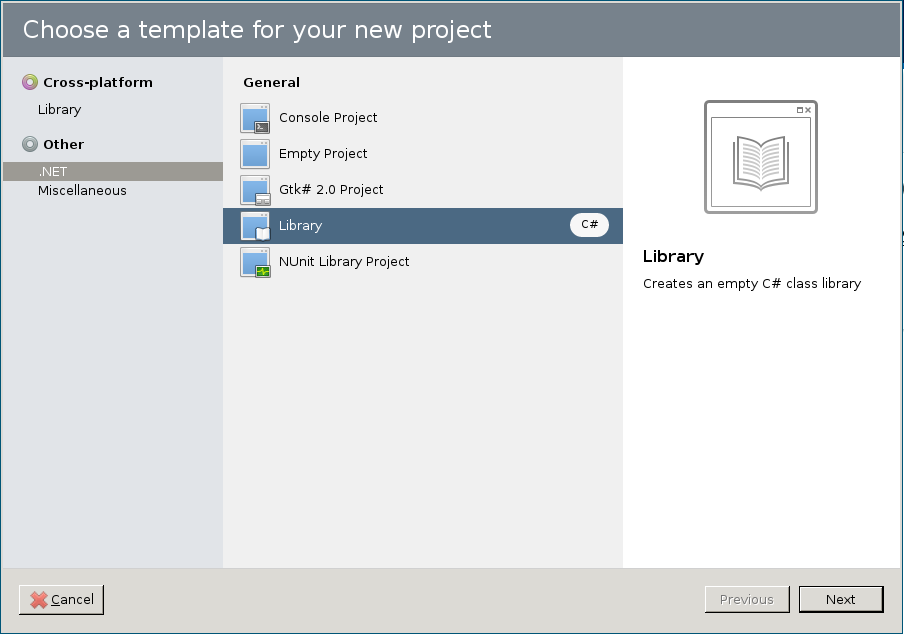 Choose a template for your new project
Cross-platform
Library
Other
.NET
Miscellaneous
General
Console Project
Empty Project
Gtk# 2.0 Project
Library C#
NUnit Library Project
Library
Creates an empty C# class library
Cancel
Previous
Next